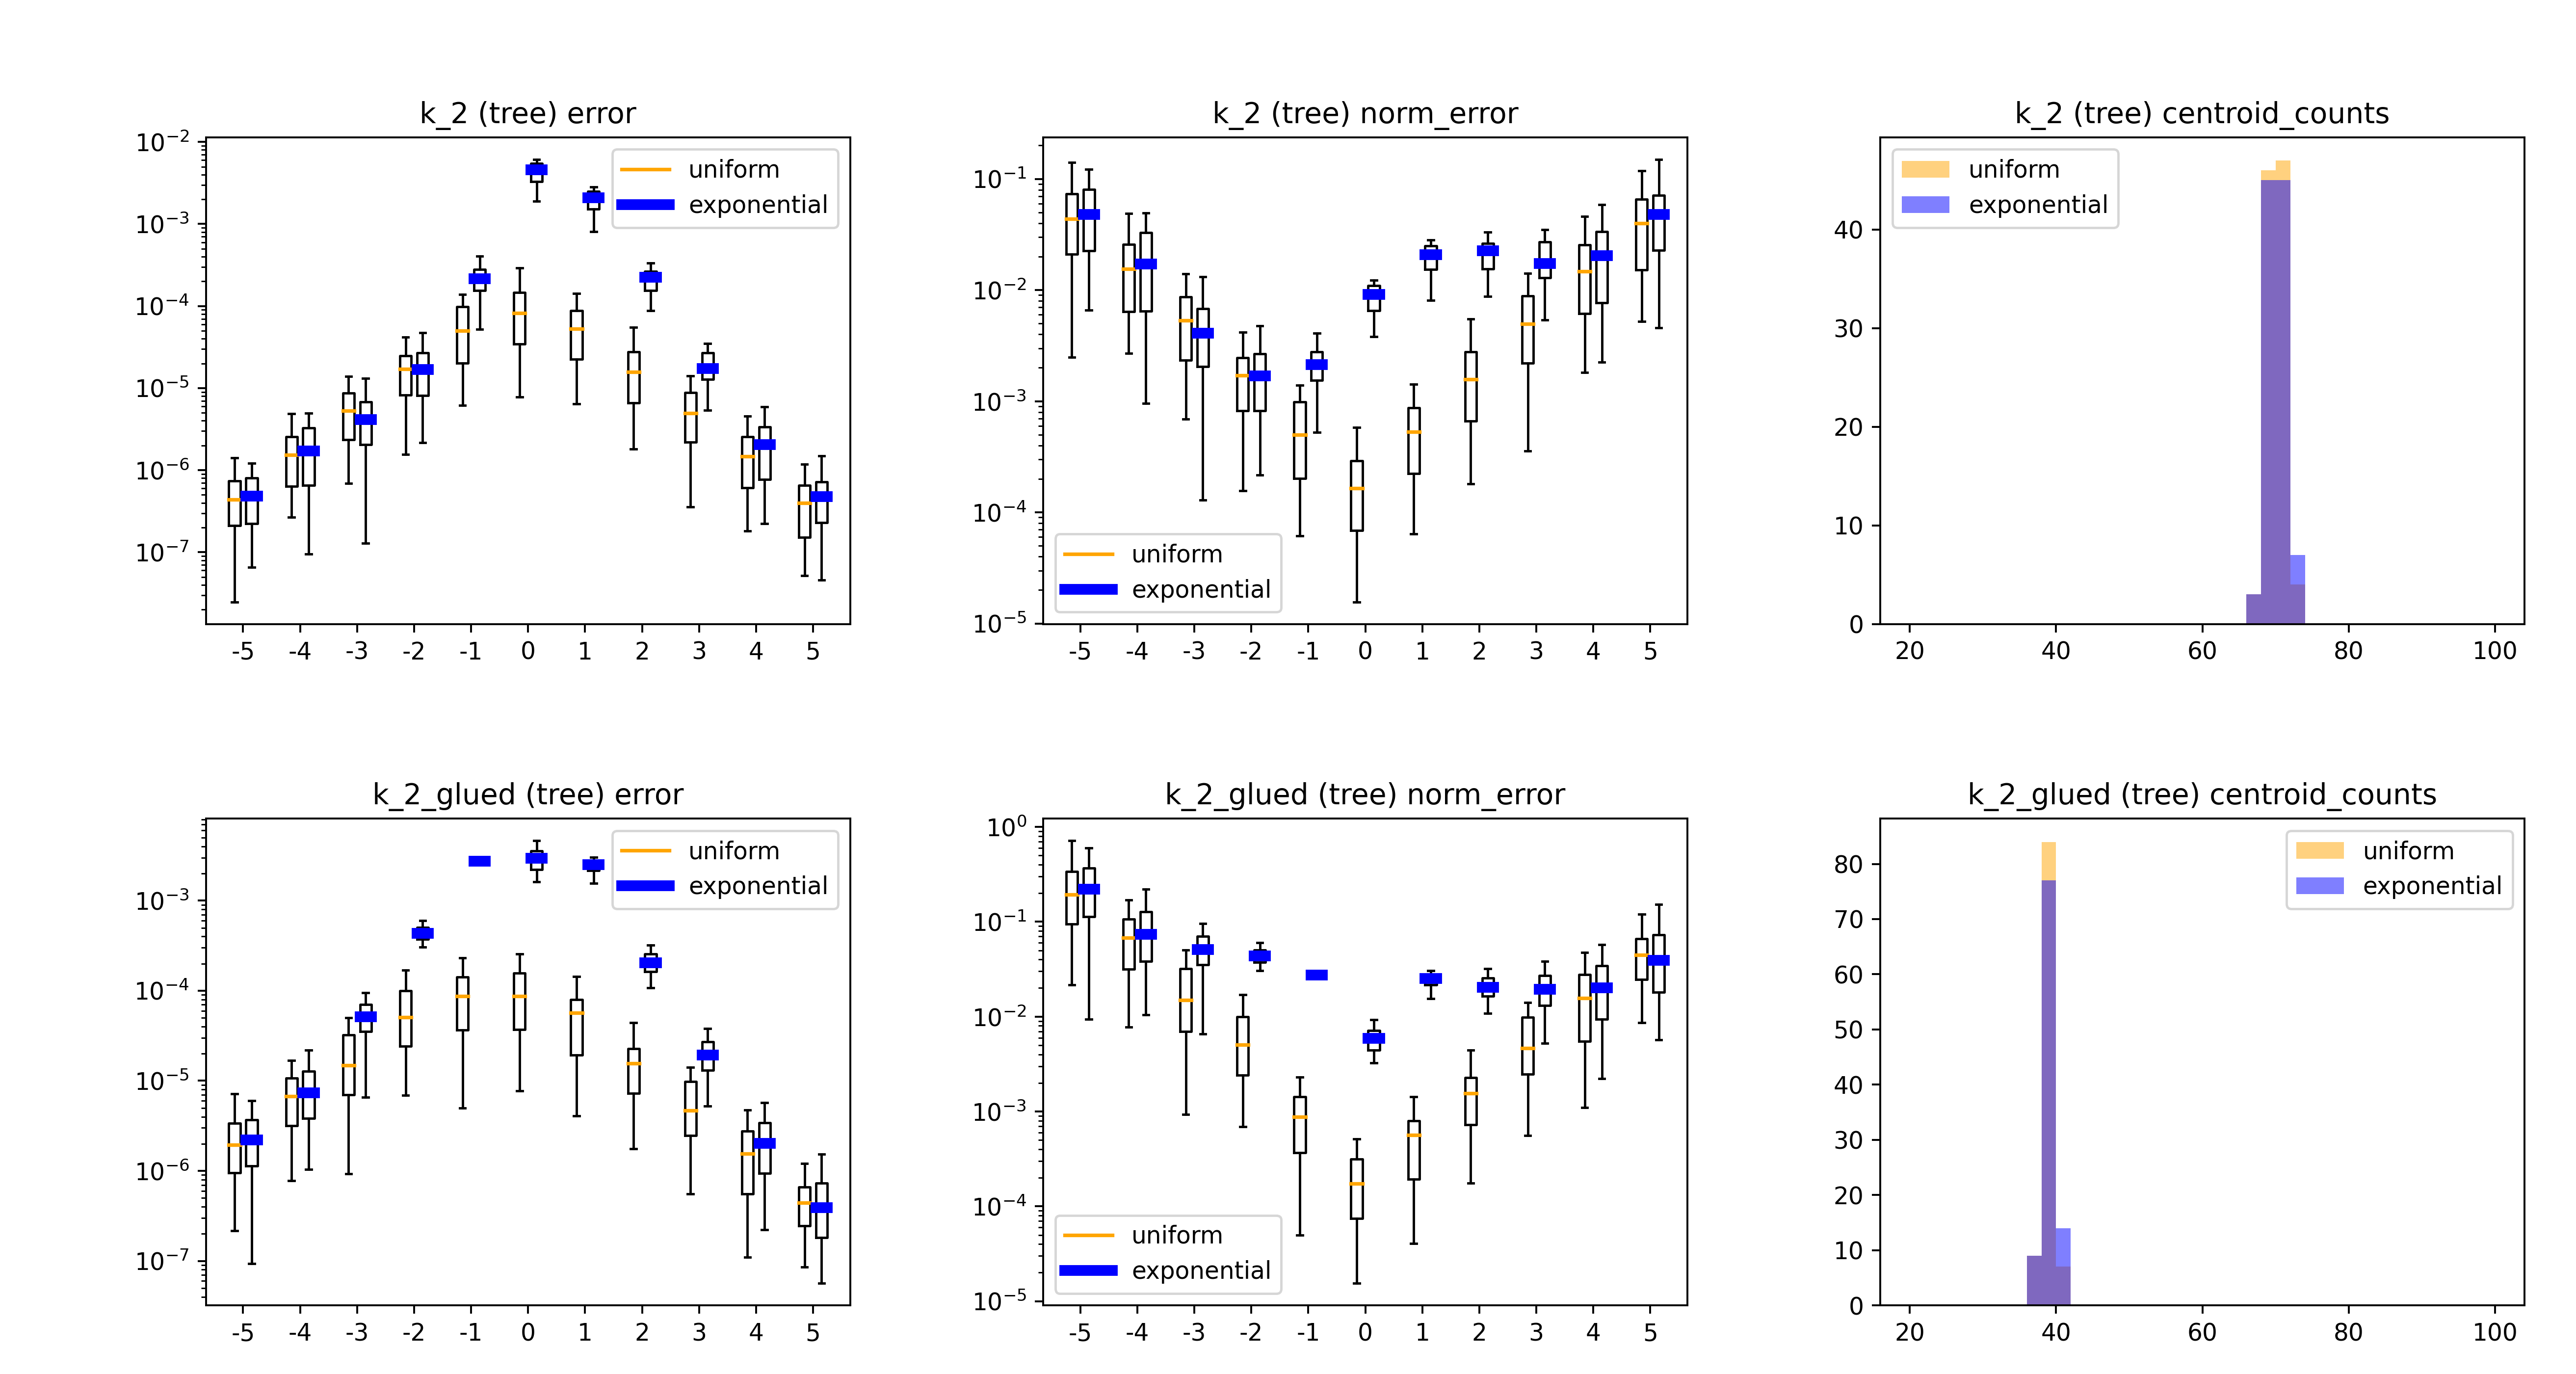 k_2 (tree) error
10⁻²
10⁻³
10⁻⁴
10⁻⁵
10⁻⁶
10⁻⁷
uniform
exponential
-5 -4 -3 -2 -1 0 1 2 3 4 5
k_2 (tree) norm_error
10⁻¹
10⁻²
10⁻³
10⁻⁴
10⁻⁵
uniform
exponential
-5 -4 -3 -2 -1 0 1 2 3 4 5
k_2 (tree) centroid_counts
uniform
exponential
40
30
20
10
0
20 40 60 80 100
k_2_glued (tree) error
10⁻³
10⁻⁴
10⁻⁵
10⁻⁶
10⁻⁷
uniform
exponential
-5 -4 -3 -2 -1 0 1 2 3 4 5
k_2_glued (tree) norm_error
10⁰
10⁻¹
10⁻²
10⁻³
10⁻⁴
10⁻⁵
uniform
exponential
-5 -4 -3 -2 -1 0 1 2 3 4 5
k_2_glued (tree) centroid_counts
uniform
exponential
80
70
60
50
40
30
20
10
0
20 40 60 80 100